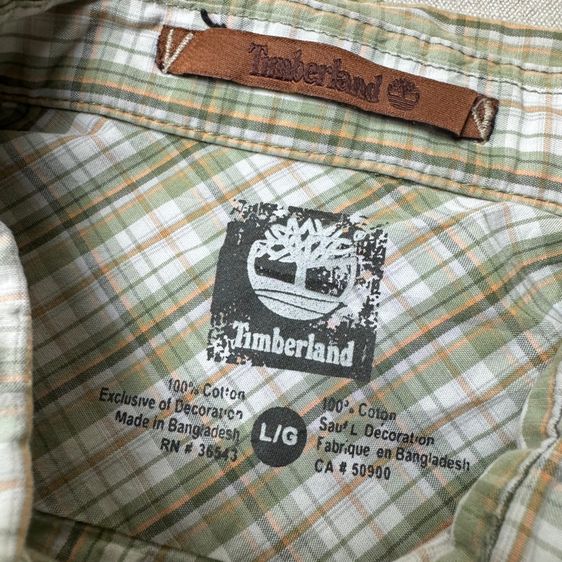 Timberland
Timberland
100% Cotton
Exclusive of Decoration
Made in Bangladesh
RN # 36543
L/G
100% Coton
Sauf L Decoration
Fabrique en Bangladesh
CA # 50900